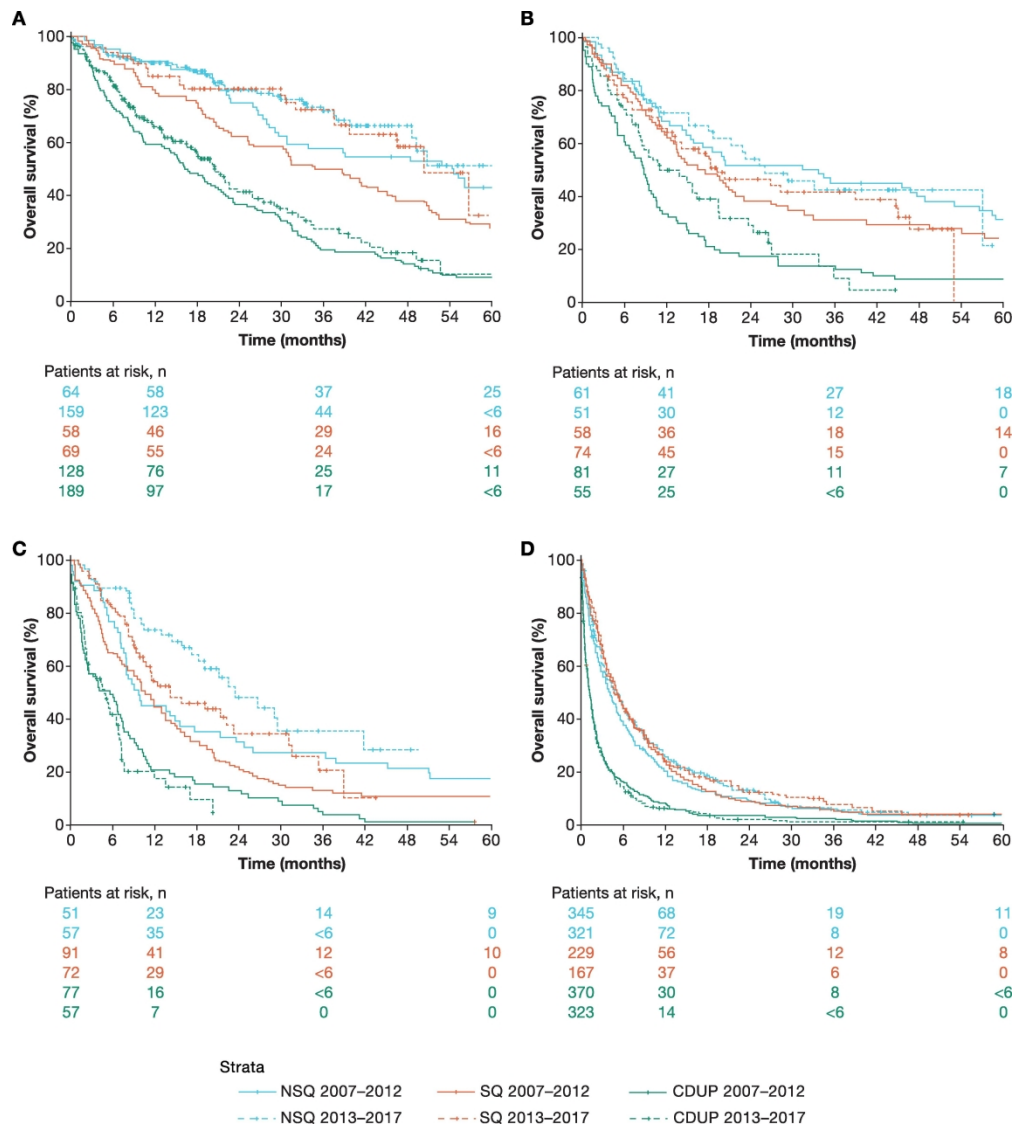 A
Overall survival (%)
100
80
60
40
20
0
0 6 12 18 24 30 36 42 48 54 60
Time (months)
Patients at risk, n
64 58 37 25
159 123 44 <6
58 46 29 16
69 55 24 <6
128 76 25 11
189 97 17 <6
B
Overall survival (%)
100
80
60
40
20
0
0 6 12 18 24 30 36 42 48 54 60
Time (months)
Patients at risk, n
61 41 27 18
51 30 12 0
58 36 18 14
74 45 15 0
81 27 11 7
55 25 <6 0
C
Overall survival (%)
100
80
60
40
20
0
0 6 12 18 24 30 36 42 48 54 60
Time (months)
Patients at risk, n
51 23 14 9
57 35 <6 0
91 41 12 10
72 29 <6 0
77 16 <6 0
57 7 0 0
D
Overall survival (%)
100
80
60
40
20
0
0 6 12 18 24 30 36 42 48 54 60
Time (months)
Patients at risk, n
345 68 19 11
321 72 8 0
229 56 12 8
167 37 6 0
370 30 8 <6
323 14 <6 0
Strata
NSQ 2007–2012 SQ 2007–2012 CDUP 2007–2012
NSQ 2013–2017 SQ 2013–2017 CDUP 2013–2017